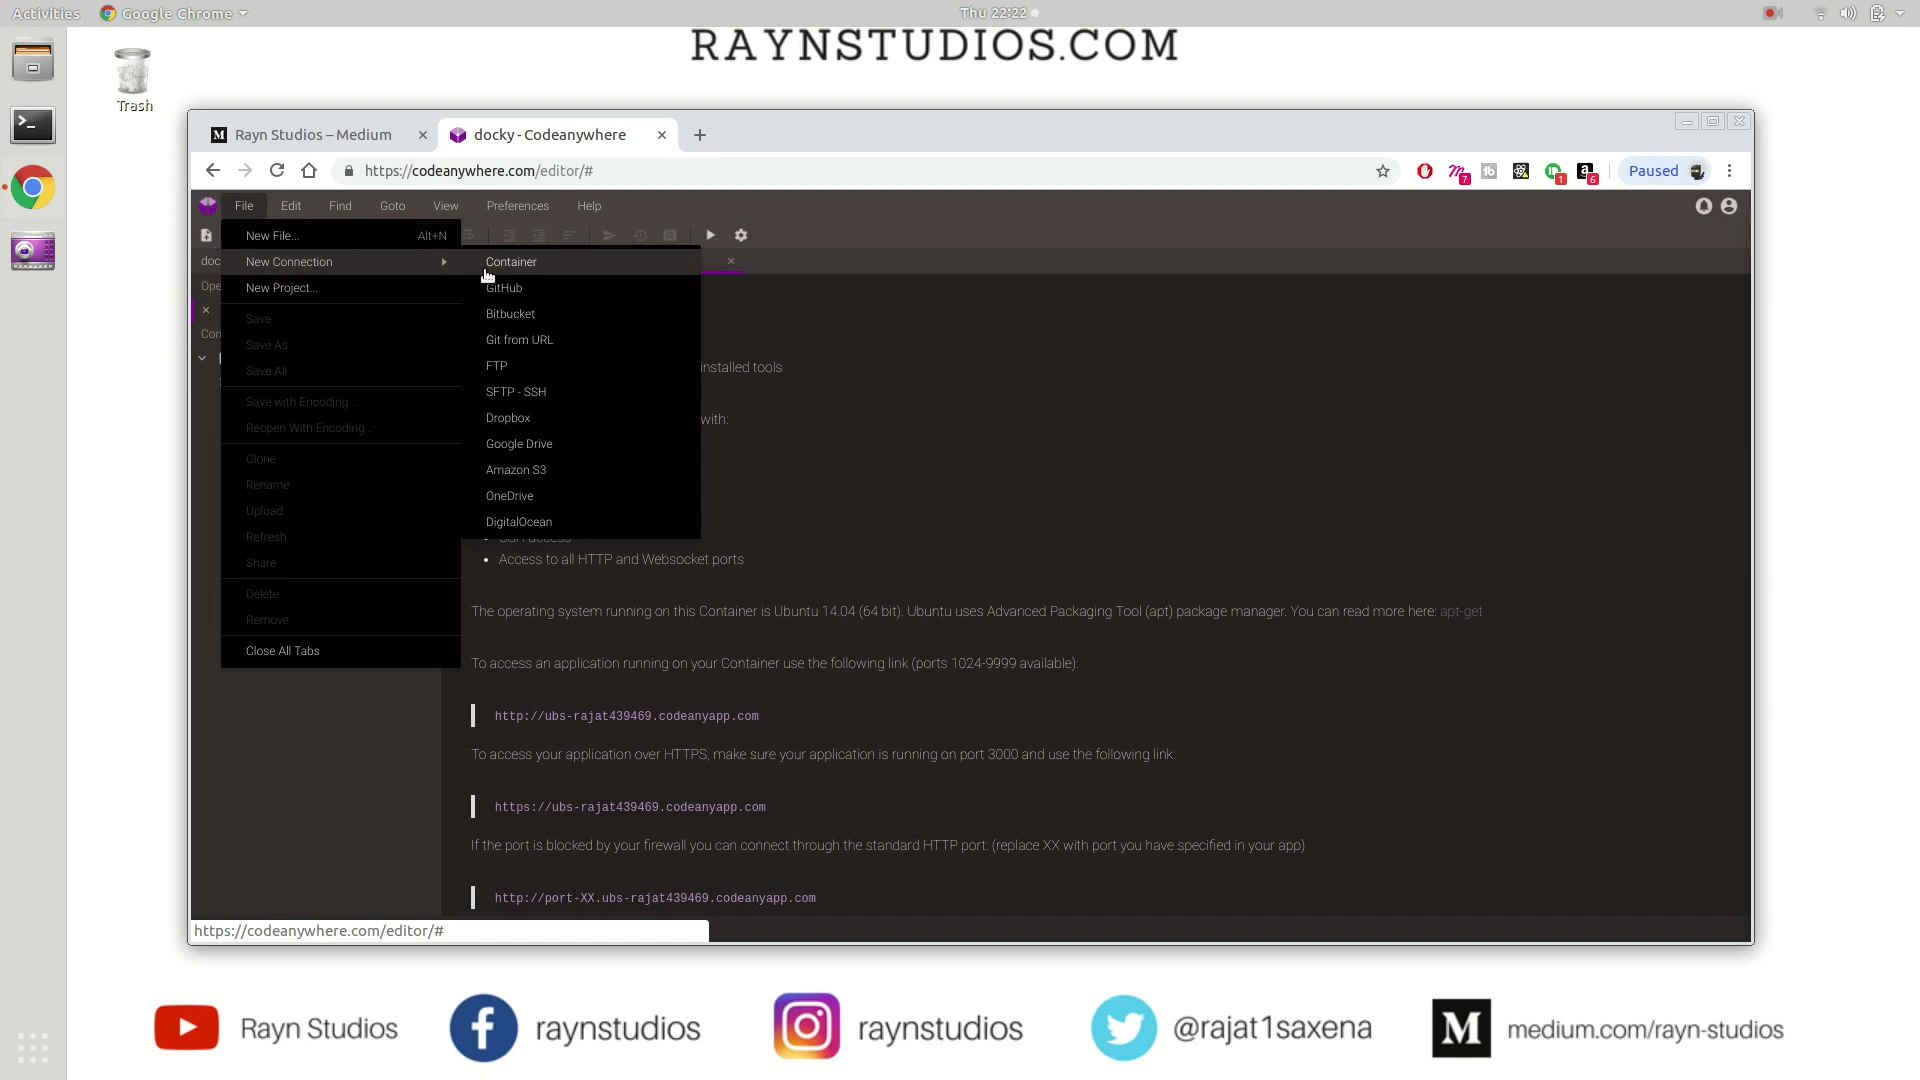 Activities
Google Chrome
Thu 22:22
RAYNSTUDIOS.COM
Trash
Rayn Studios – Medium
docky - Codeanywhere
https://codeanywhere.com/editor/#
7
1
6
Paused
File
Edit
Find
Goto
View
Preferences
Help
New File...
Alt+N
New Connection
New Project...
Save
Save As
Save All
Save with Encoding...
Reopen With Encoding...
Clone
Rename
Upload
Refresh
Share
Delete
Remove
Close All Tabs
Container
GitHub
Bitbucket
Git from URL
FTP
SFTP - SSH
Dropbox
Google Drive
Amazon S3
OneDrive
DigitalOcean
doc
Ope
Con
installed tools
with:
SSH access
Access to all HTTP and Websocket ports
The operating system running on this Container is Ubuntu 14.04 (64 bit). Ubuntu uses Advanced Packaging Tool (apt) package manager. You can read more here: apt-get
To access an application running on your Container use the following link (ports 1024-9999 available):
http://ubs-rajat439469.codeanyapp.com
To access your application over HTTPS, make sure your application is running on port 3000 and use the following link:
https://ubs-rajat439469.codeanyapp.com
If the port is blocked by your firewall you can connect through the standard HTTP port: (replace XX with port you have specified in your app)
http://port-XX.ubs-rajat439469.codeanyapp.com
https://codeanywhere.com/editor/#
Rayn Studios
raynstudios
raynstudios
@rajat1saxena
medium.com/rayn-studios